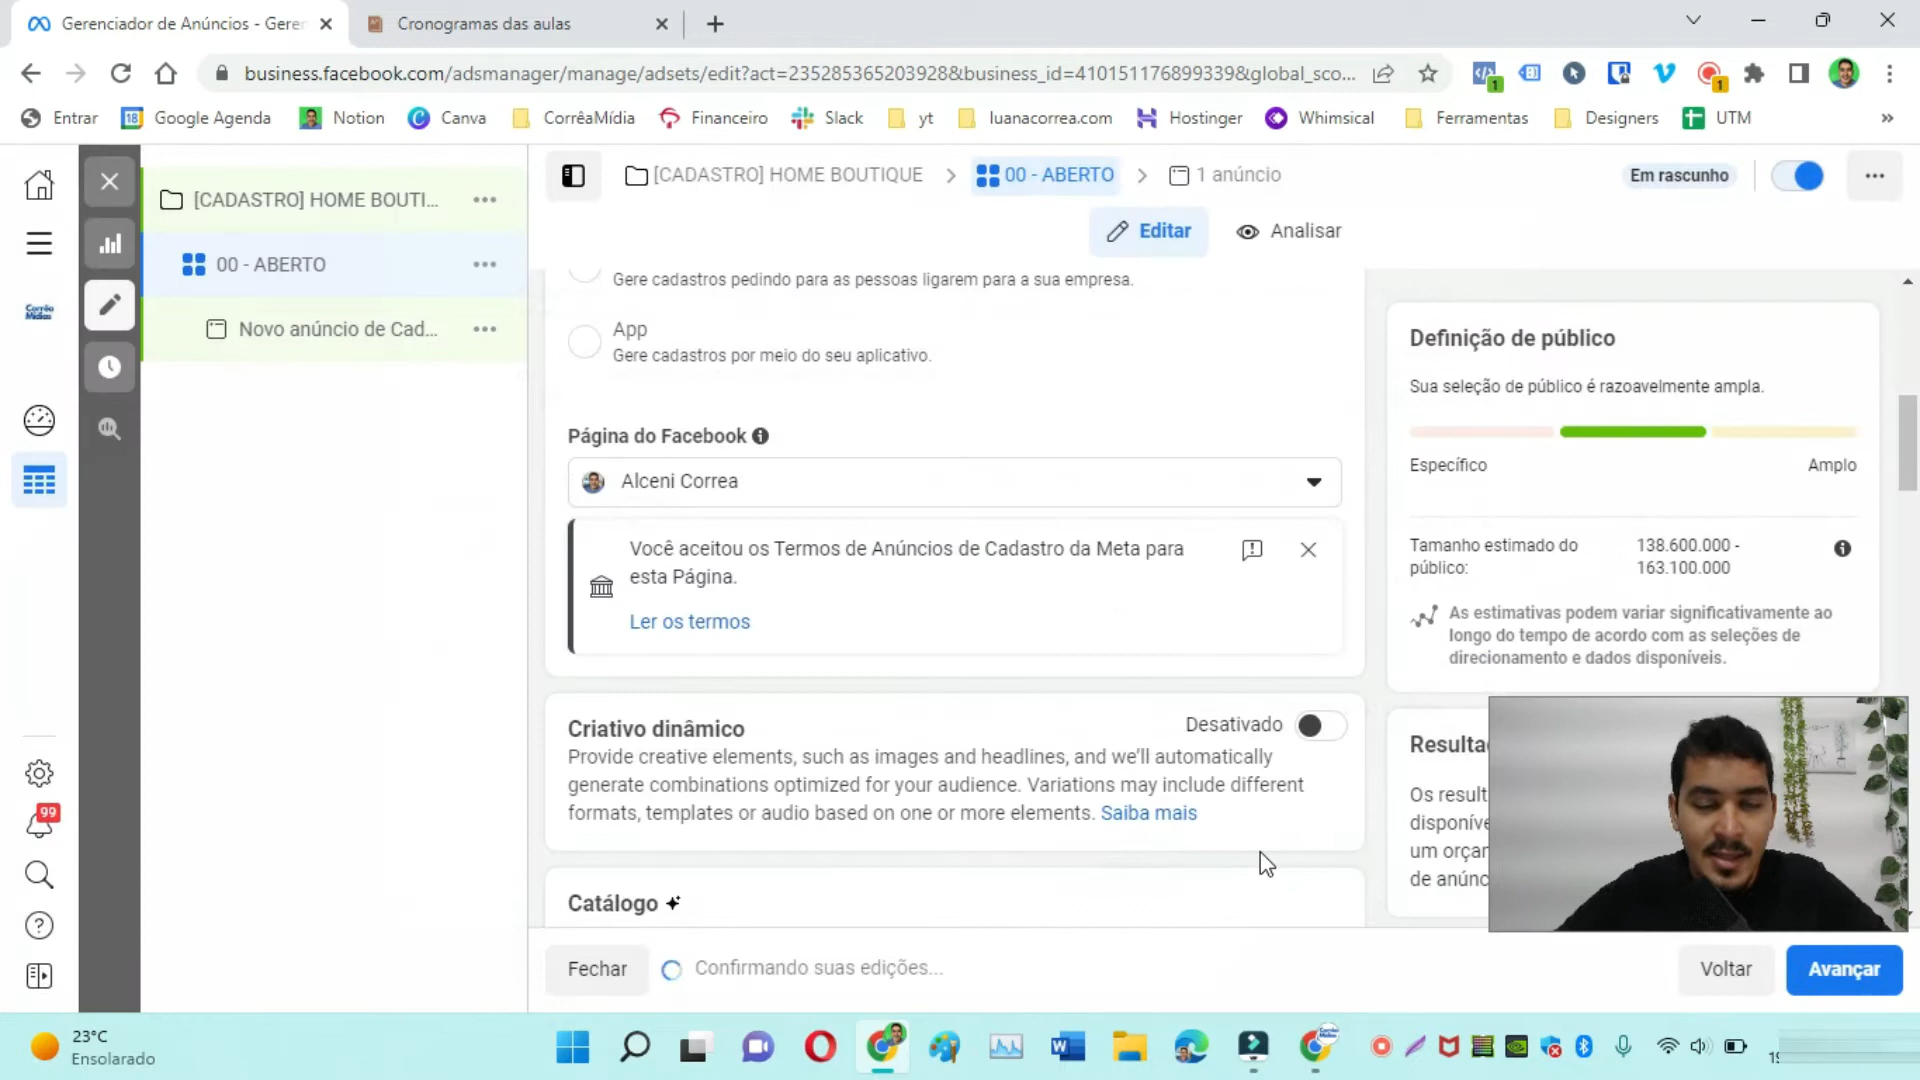 Gerenciador de Anúncios - Geren
Cronogramas das aulas
business.facebook.com/adsmanager/manage/adsets/edit?act=235285365203928&business_id=410151176899339&global_sco...
1
1
Entrar
18
Google Agenda
Notion
Canva
CorrêaMídia
Financeiro
Slack
yt
luanacorrea.com
Hostinger
Whimsical
Ferramentas
Designers
UTM
»
[CADASTRO] HOME BOUTI...
00 - ABERTO
Novo anúncio de Cad...
[CADASTRO] HOME BOUTIQUE
00 - ABERTO
1 anúncio
Em rascunho
Editar
Analisar
Corrêa
Mídias
99
Gere cadastros pedindo para as pessoas ligarem para a sua empresa.
App
Gere cadastros por meio do seu aplicativo.
Página do Facebook
Alceni Correa
Você aceitou os Termos de Anúncios de Cadastro da Meta para
esta Página.
Ler os termos
Criativo dinâmico
Desativado
Provide creative elements, such as images and headlines, and we'll automatically
generate combinations optimized for your audience. Variations may include different
formats, templates or audio based on one or more elements. Saiba mais
Catálogo
Definição de público
Sua seleção de público é razoavelmente ampla.
Específico
Amplo
Tamanho estimado do
público:
138.600.000 -
163.100.000
As estimativas podem variar significativamente ao
longo do tempo de acordo com as seleções de
direcionamento e dados disponíveis.
Resulta
Os result
disponíve
um orçar
de anúnc
Fechar
Confirmando suas edições...
Voltar
Avançar
23°C
Ensolarado